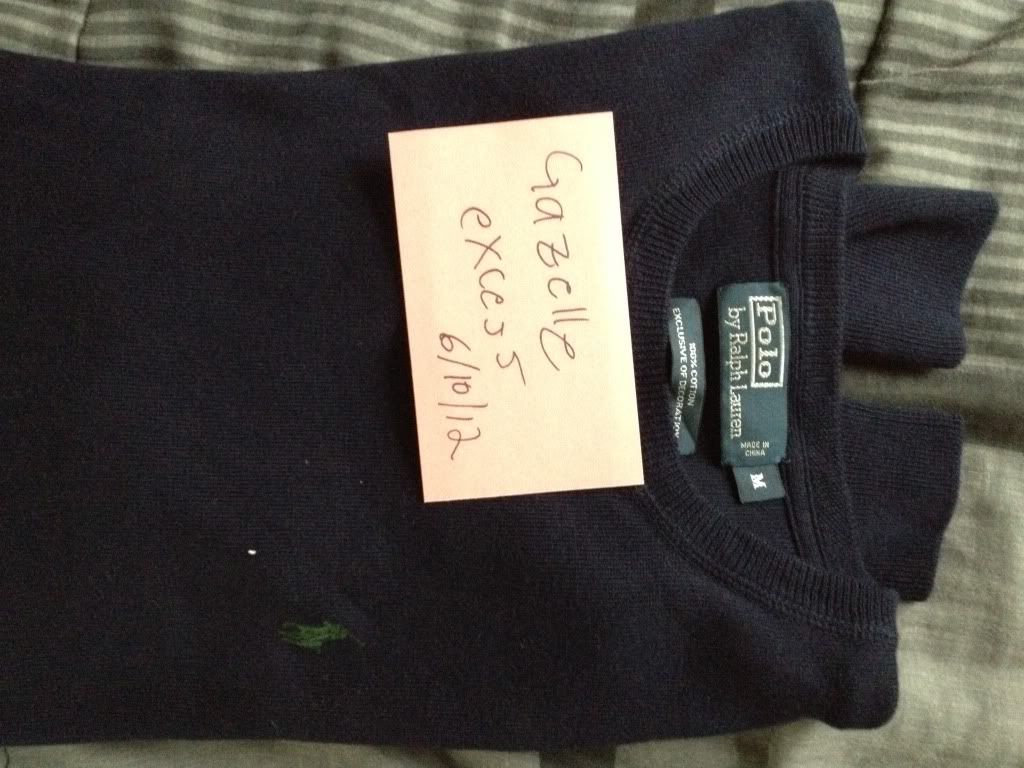 Gazelle
excess
6/10/12
Polo
by Ralph Lauren
MADE IN
CHINA
M
100% COTTON
EXCLUSIVE OF DECORATION